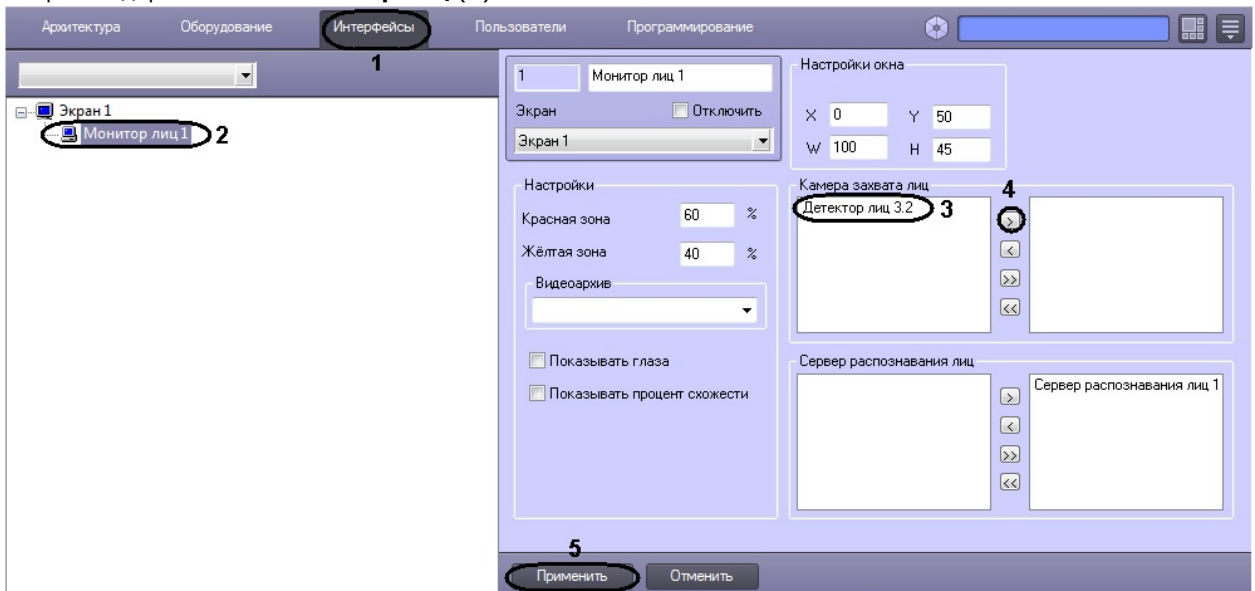 Архитектура Оборудование Интерфейсы Пользователи Программирование
1
Экран 1
Монитор лиц 1 2
1 Монитор лиц 1
Экран Отключить
Экран 1
Настройки окна
X 0 Y 50
W 100 H 45
Настройки
Красная зона 60 %
Жёлтая зона 40 %
Видеоархив
Показывать глаза
Показывать процент схожести
Камера захвата лиц 4
Детектор лиц 3.2 3
>
<
>>
<<
Сервер распознавания лиц
Сервер распознавания лиц 1
>
<
>>
<<
5
Применить Отменить